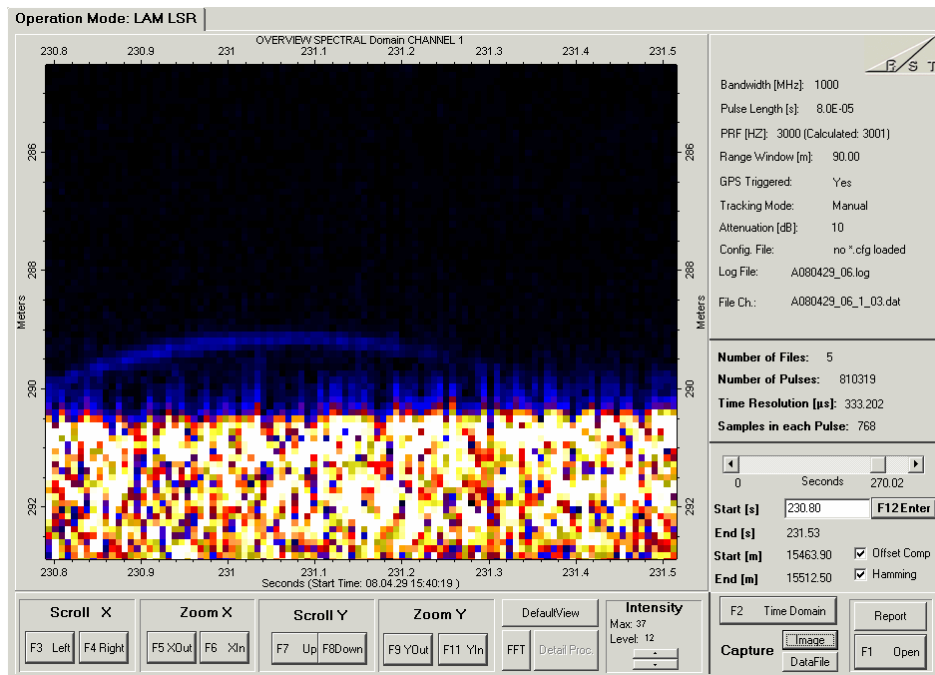 Operation Mode: LAM LSR
OVERVIEW SPECTRAL Domain CHANNEL 1
230.8 230.9 231 231.1 231.2 231.3 231.4 231.5
Meters
286 288 290 292
286 288 290 292
Meters
230.8 230.9 231 231.1 231.2 231.3 231.4 231.5
Seconds (Start Time: 08.04.29 15:40:19 )
R S T
Bandwidth [MHz]: 1000
Pulse Length [s]: 8.0E-05
PRF [HZ]: 3000 (Calculated: 3001)
Range Window [m]: 90.00
GPS Triggered: Yes
Tracking Mode: Manual
Attenuation [dB]: 10
Config. File: no *.cfg loaded
Log File: A080429_06.log
File Ch.: A080429_06_1_03.dat
Number of Files: 5
Number of Pulses: 810319
Time Resolution [µs]: 333.202
Samples in each Pulse: 768
0 Seconds 270.02
Start [s] 230.80 F12 Enter
End [s] 231.53
Start [m] 15463.90 Offset Comp
End [m] 15512.50 Hamming
Scroll X
F3 Left F4 Right
Zoom X
F5 XOut F6 XIn
Scroll Y
F7 Up F8Down
Zoom Y
F9 YOut F11 YIn
DefaultView
FFT Detail Proc.
Intensity
Max: 37
Level: 12
F2 Time Domain
Capture Image
DataFile
Report
F1 Open